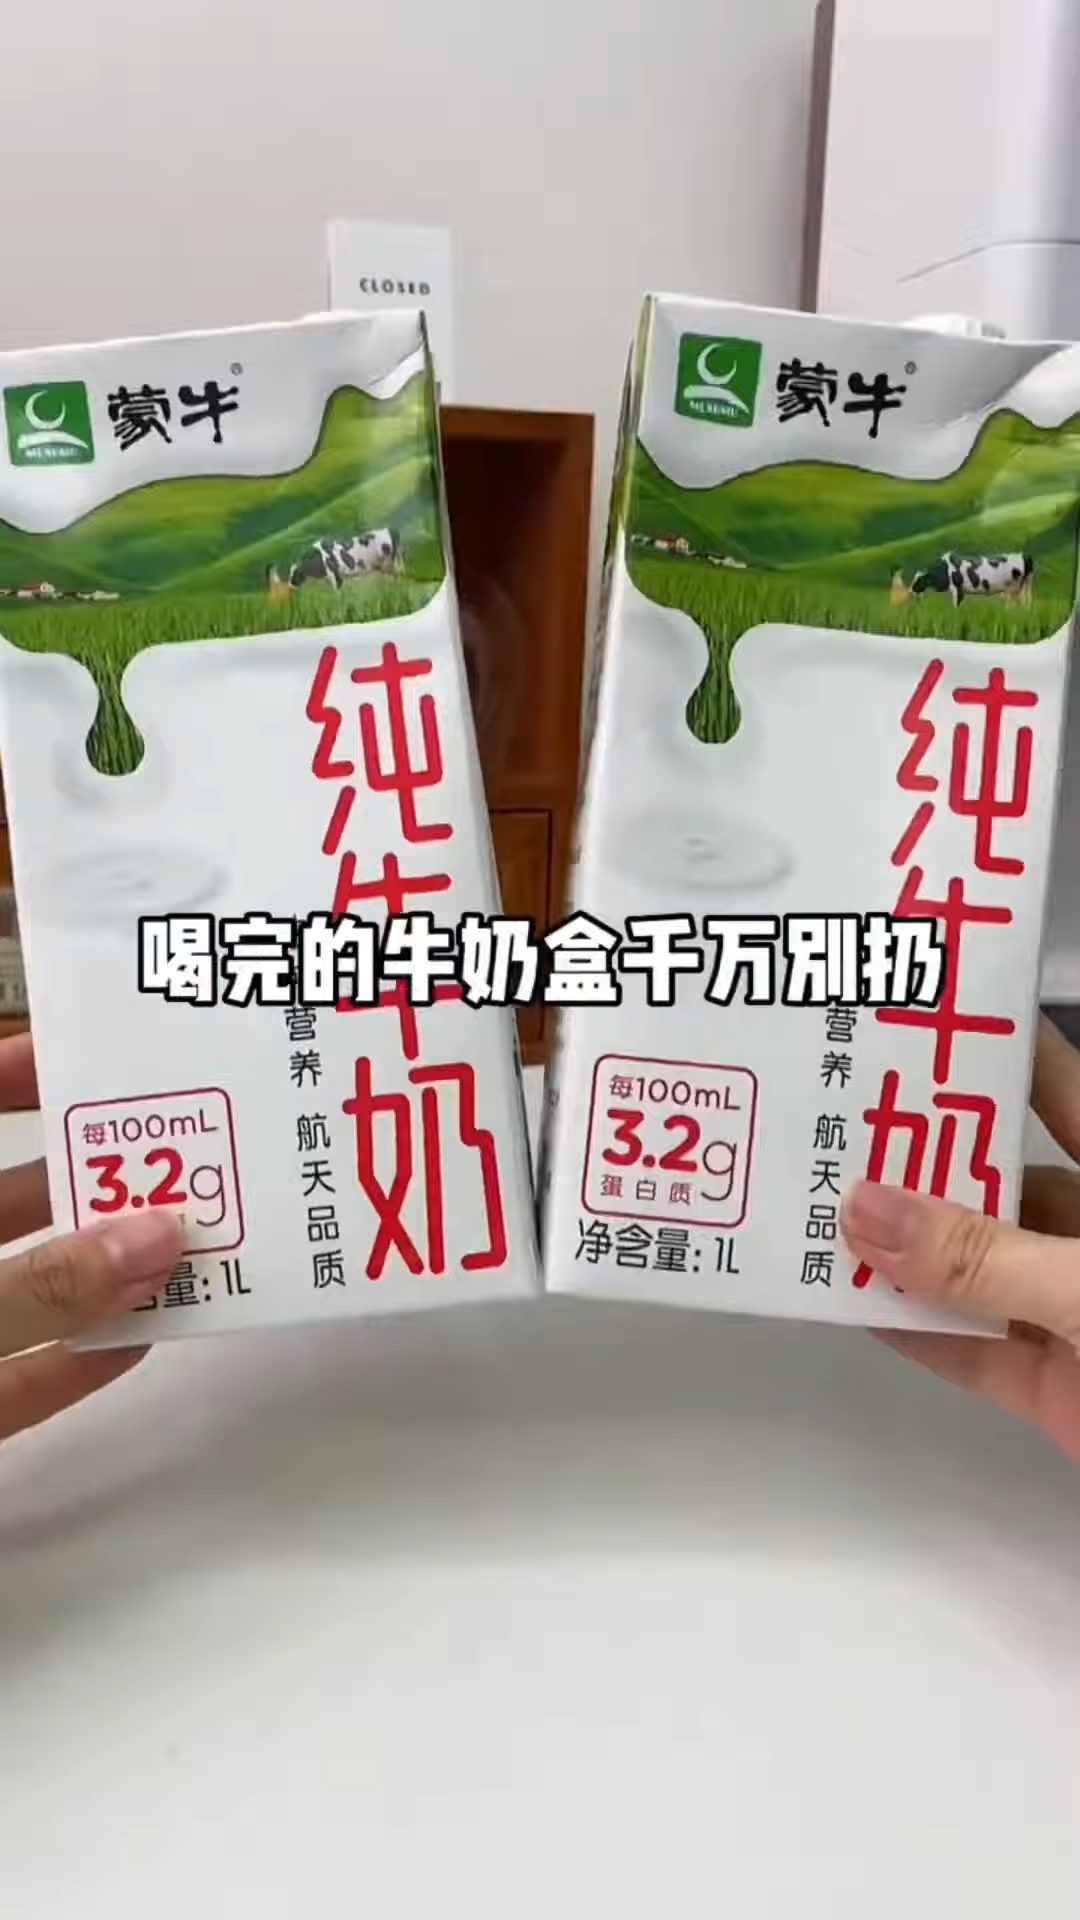 CLOSED
MENGNIU
蒙牛®
MENGNIU
蒙牛®
纯牛奶
纯牛奶
喝完的牛奶盒千万别扔
营养 航天品质
营养 航天品质
每100mL
3.2g
量：1L
每100mL
3.2g
蛋白质
净含量：1L